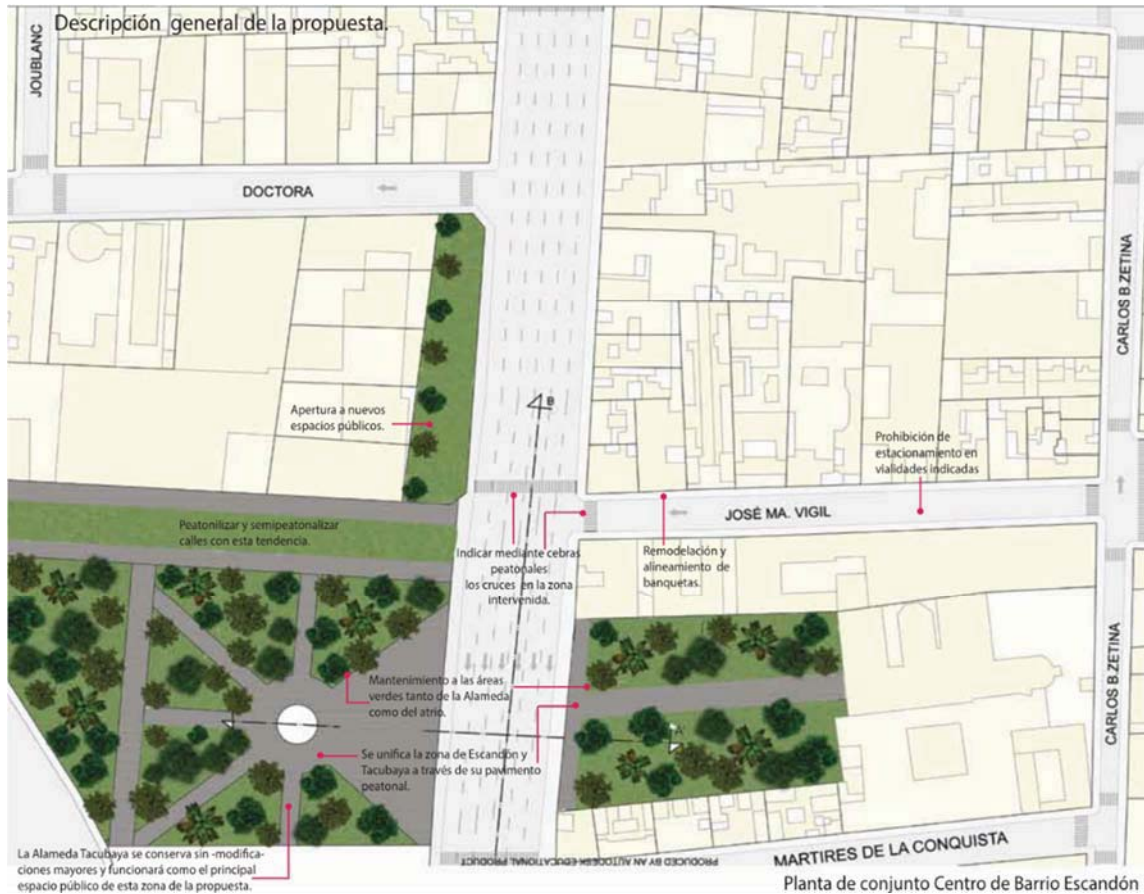 Descripción general de la propuesta.
JOUBLANC
DOCTORA
CARLOS B.ZETINA
Apertura a nuevos
espacios públicos.
B
Prohibición de
estacionamiento en
vialidades indicadas
JOSÉ MA. VIGIL
Peatonilizar y semipeatonalizar
calles con esta tendencia.
Indicar mediante cebras
peatonales
los cruces en la zona
intervenida.
Remodelación y
alineamiento de
banquetas.
Mantenimiento a las áreas
verdes tanto de la Alameda
como del atrio.
CARLOS B.ZETINA
A'
Se unifica la zona de Escandón y
Tacubaya a través de su pavimento
peatonal.
La Alameda Tacubaya se conserva sin -modifica-
ciones mayores y funcionará como el principal
espacio público de esta zona de la propuesta.
PRODUCED BY AN AUTODESK EDUCATIONAL PRODUCT
MARTIRES DE LA CONQUISTA
Planta de conjunto Centro de Barrio Escandón